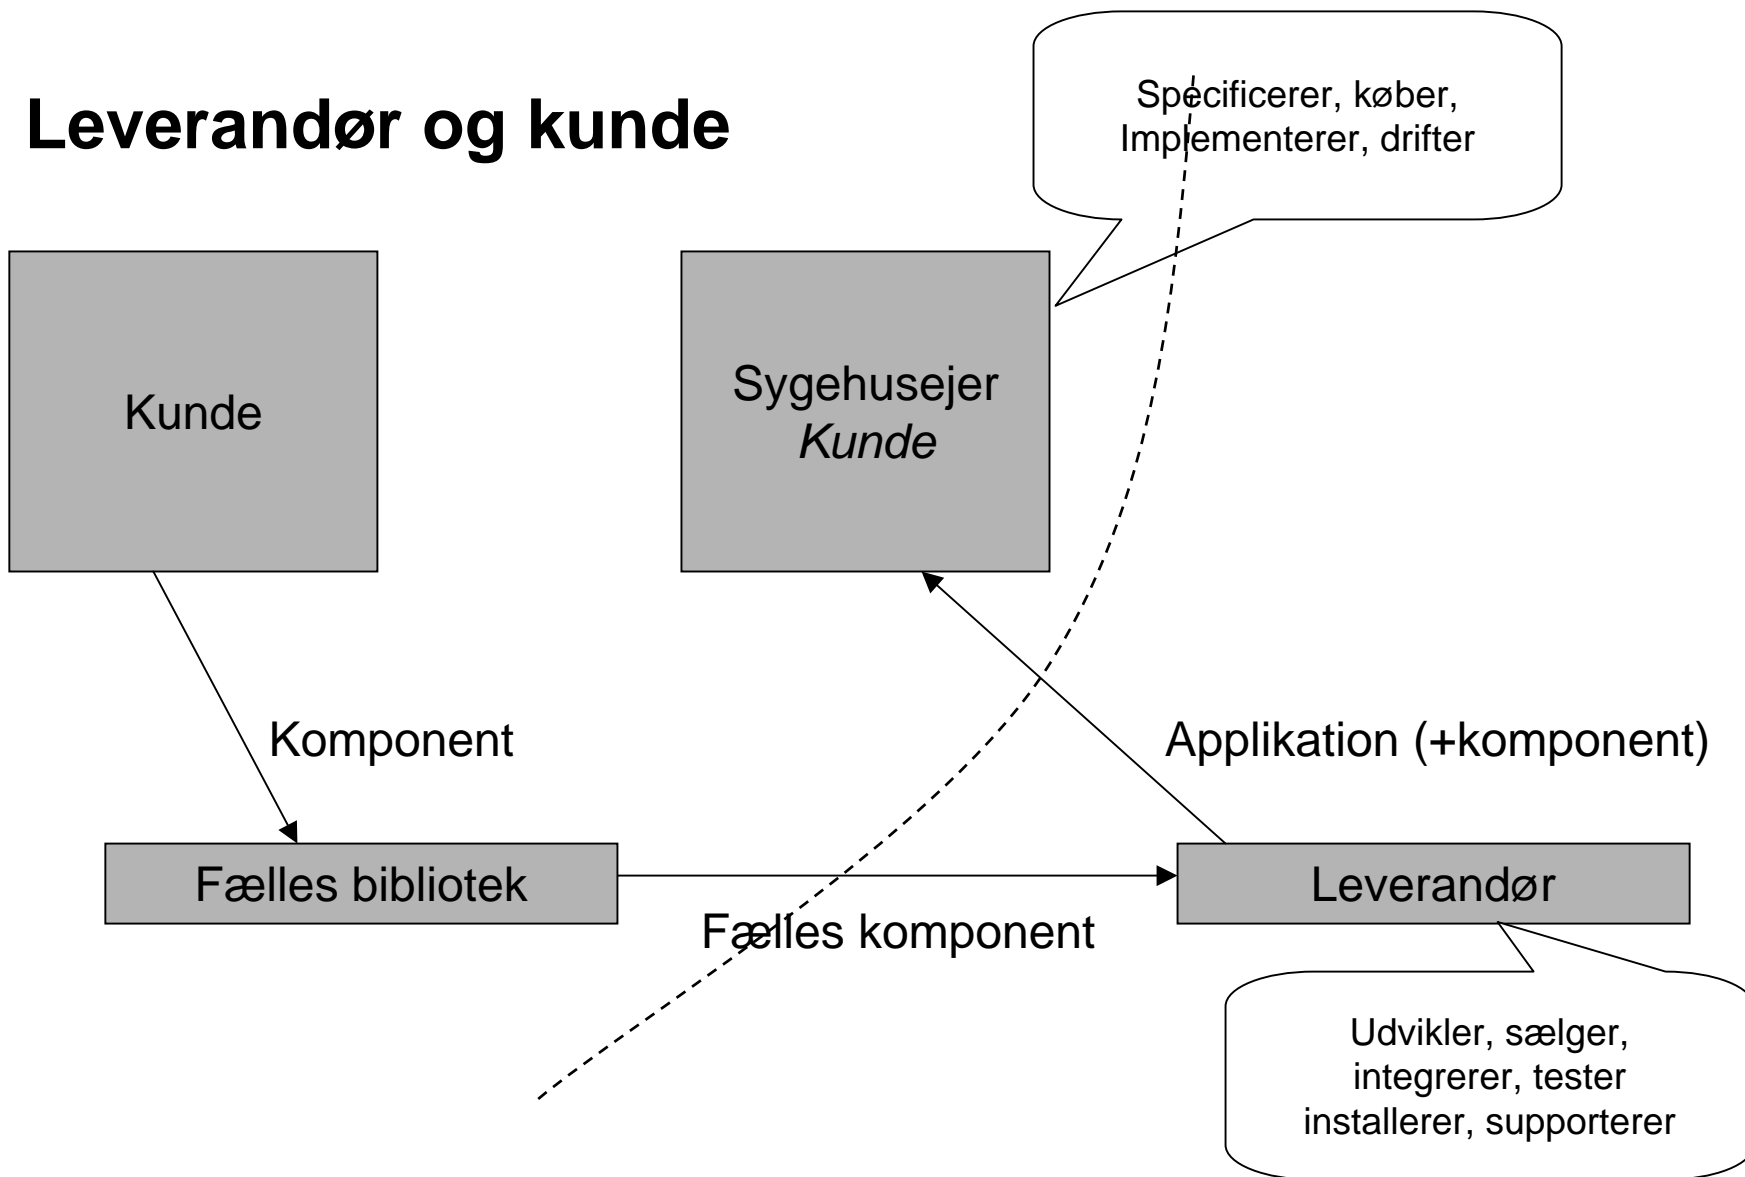 Leverandør og kunde
Specificerer, køber,
Implementerer, drifter
Kunde
Sygehusejer
Kunde
Komponent
Applikation (+komponent)
Fælles bibliotek
Leverandør
Fælles komponent
Udvikler, sælger,
integrerer, tester
installerer, supporterer